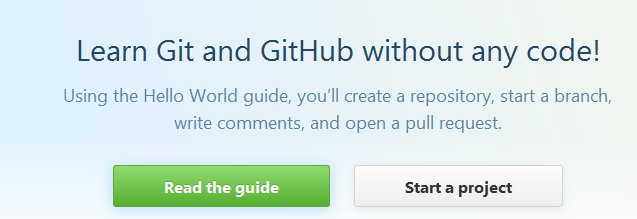 Learn Git and GitHub without any code!
Using the Hello World guide, you’ll create a repository, start a branch,
write comments, and open a pull request.
Read the guide
Start a project